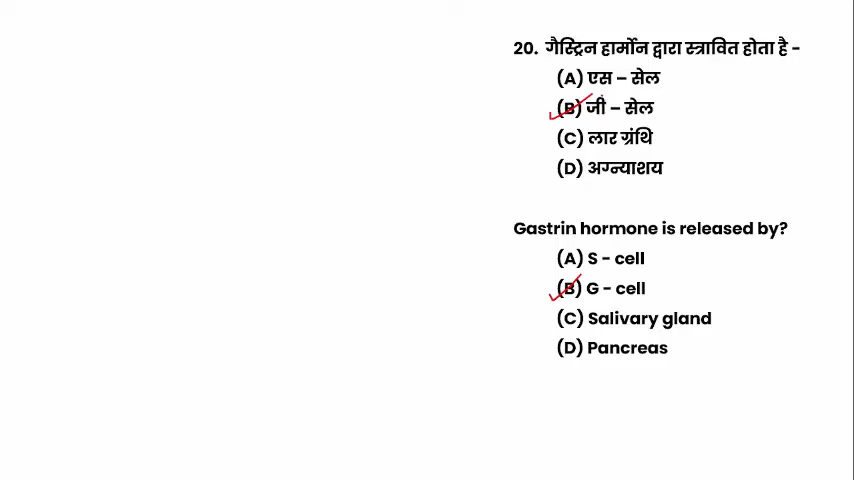 20. गैस्ट्रिन हार्मोन द्वारा स्त्रावित होता है -
(A) एस – सेल
(B) जी – सेल
(C) लार ग्रंथि
(D) अग्न्याशय
Gastrin hormone is released by?
(A) S - cell
(B) G - cell
(C) Salivary gland
(D) Pancreas